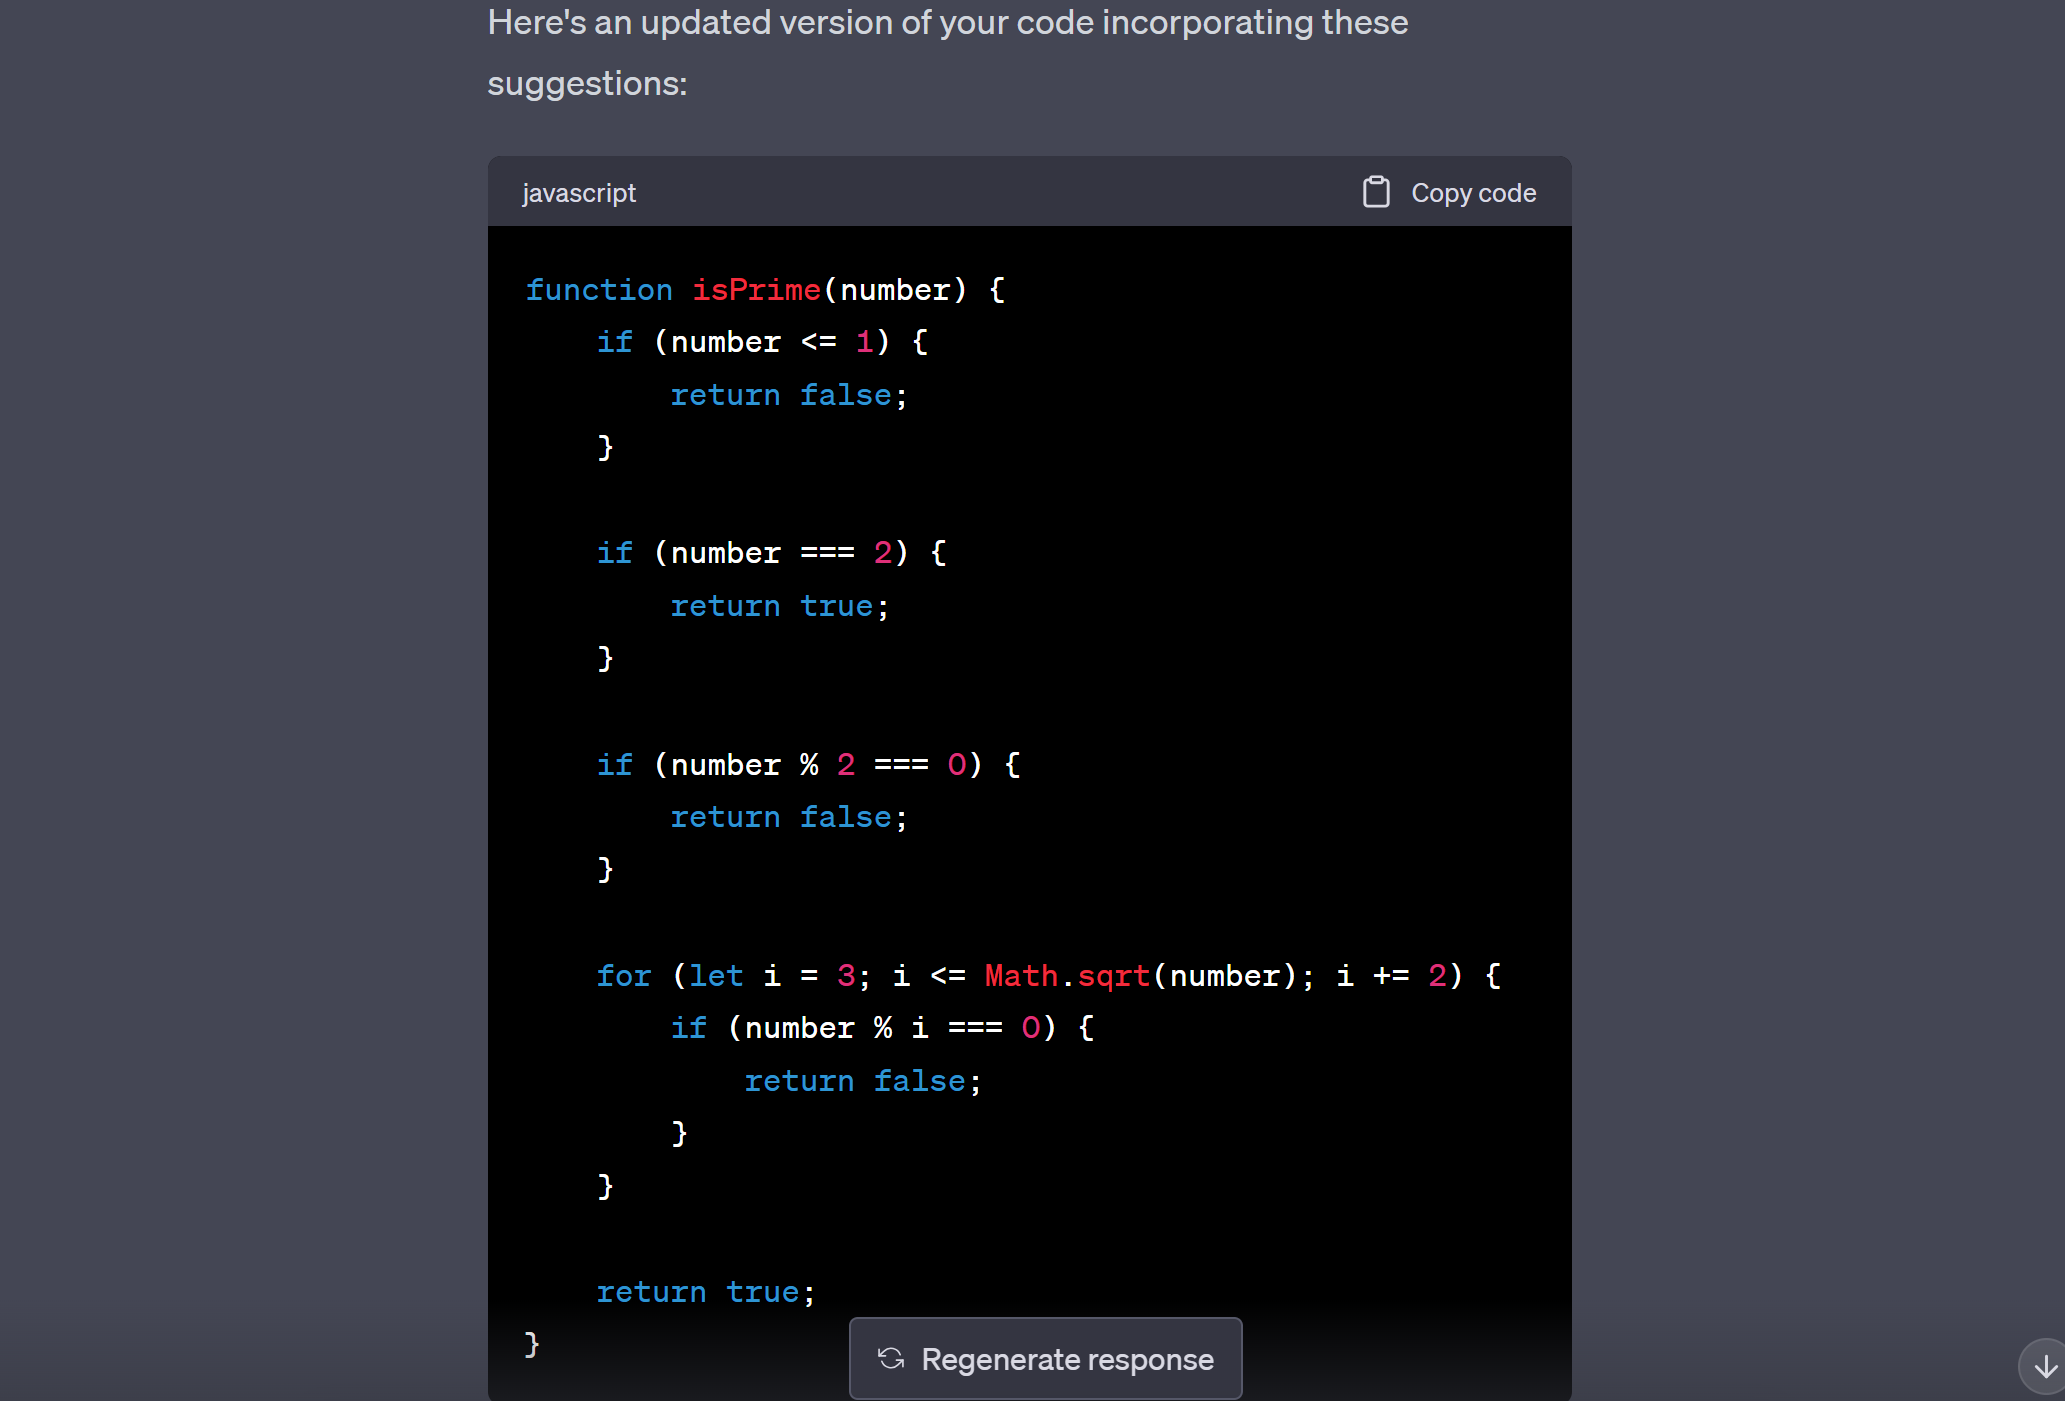 Here's an updated version of your code incorporating these
suggestions:
javascript
Copy code
function isPrime(number) {
    if (number <= 1) {
        return false;
    }

    if (number === 2) {
        return true;
    }

    if (number % 2 === 0) {
        return false;
    }

    for (let i = 3; i <= Math.sqrt(number); i += 2) {
        if (number % i === 0) {
            return false;
        }
    }

    return true;
}
Regenerate response